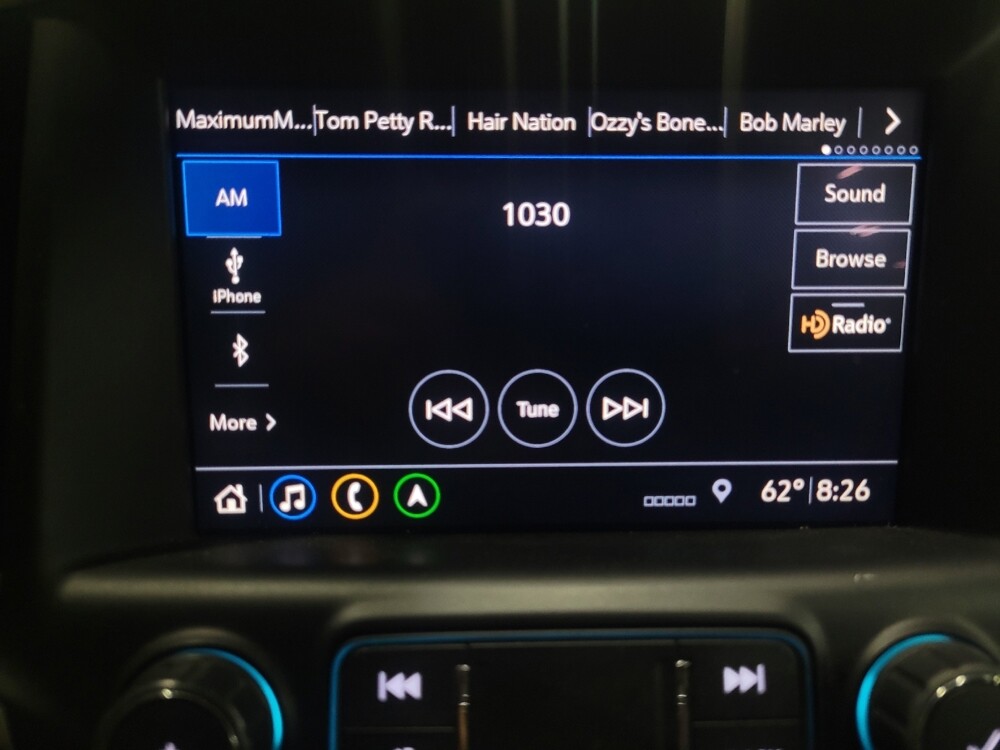 MaximumM... Tom Petty R... Hair Nation Ozzy's Bone... Bob Marley
AM
1030
Sound
iPhone
Browse
HD Radio®
More
Tune
62° 8:26